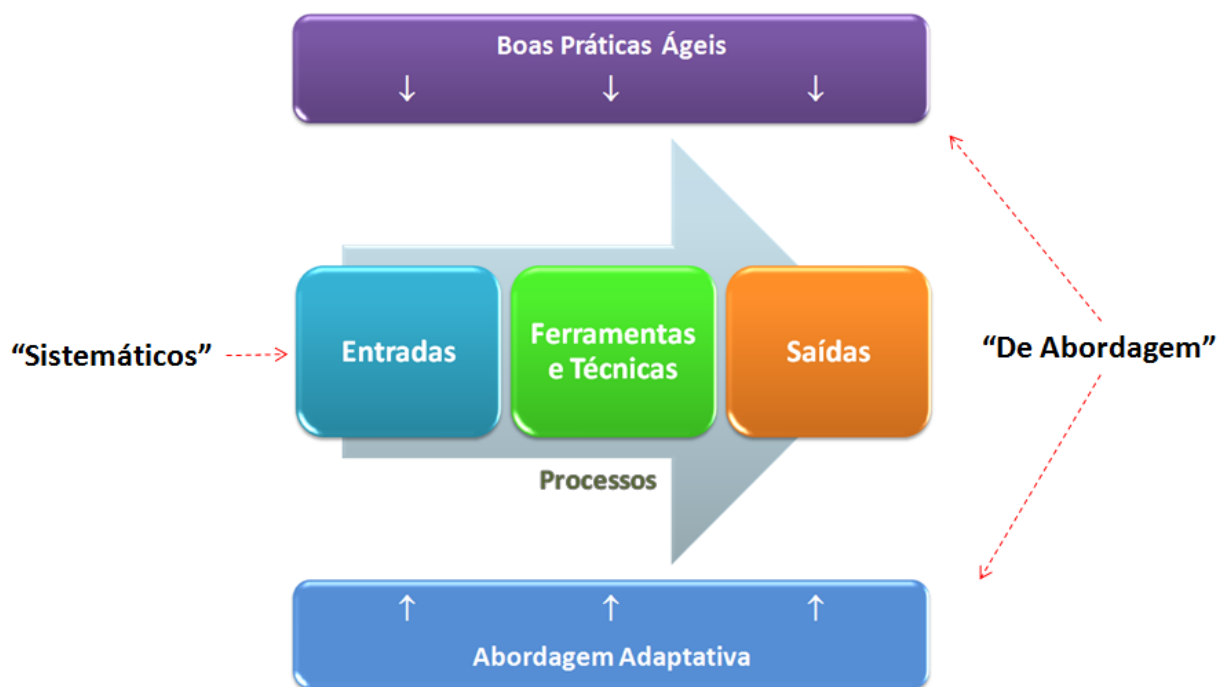 Boas Práticas Ágeis
↓ ↓ ↓
“Sistemáticos”
Entradas
Ferramentas
e Técnicas
Saídas
“De Abordagem”
Processos
↑ ↑ ↑
Abordagem Adaptativa